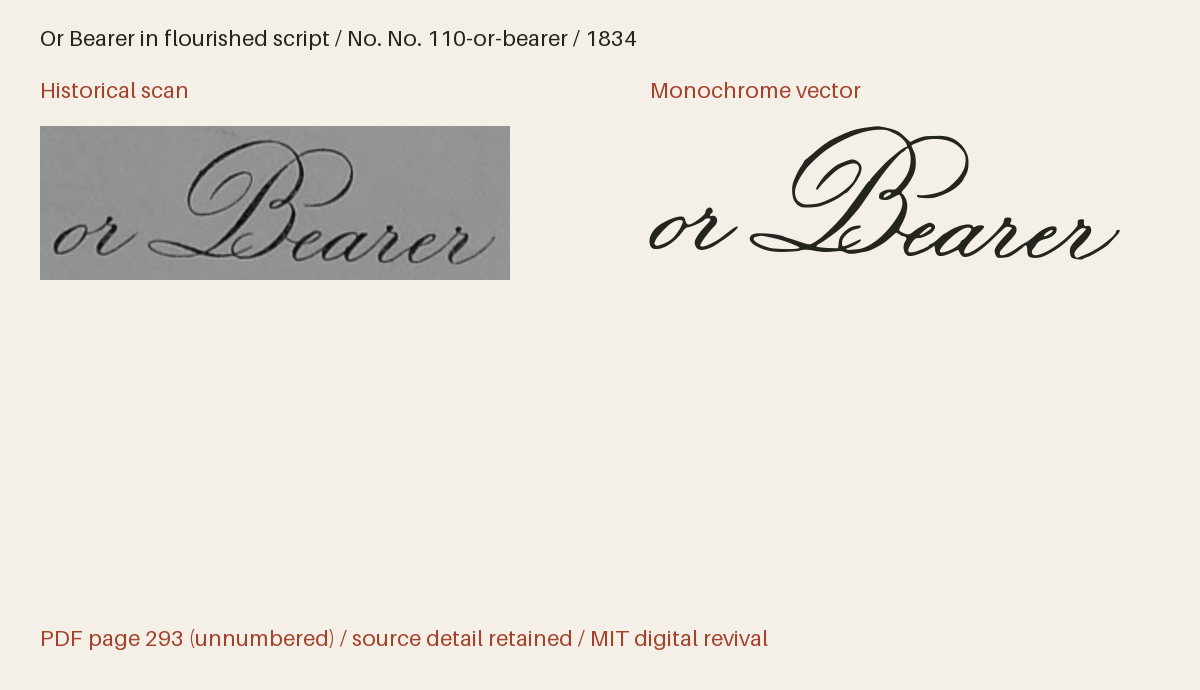 Or Bearer in flourished script / No. No. 110-or-bearer / 1834
Historical scan
Monochrome vector
or Bearer
or Bearer
PDF page 293 (unnumbered) / source detail retained / MIT digital revival